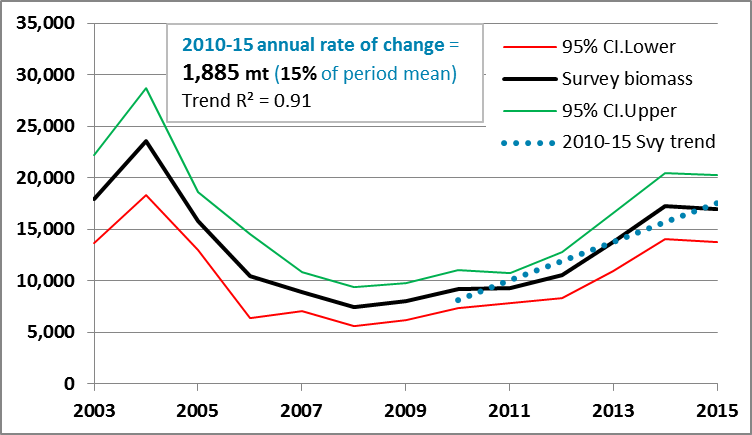 35,000
30,000
25,000
20,000
15,000
10,000
5,000
0
2003 2005 2007 2009 2011 2013 2015
2010-15 annual rate of change =
1,885 mt (15% of period mean)
Trend R² = 0.91
95% CI.Lower
Survey biomass
95% CI.Upper
2010-15 Svy trend